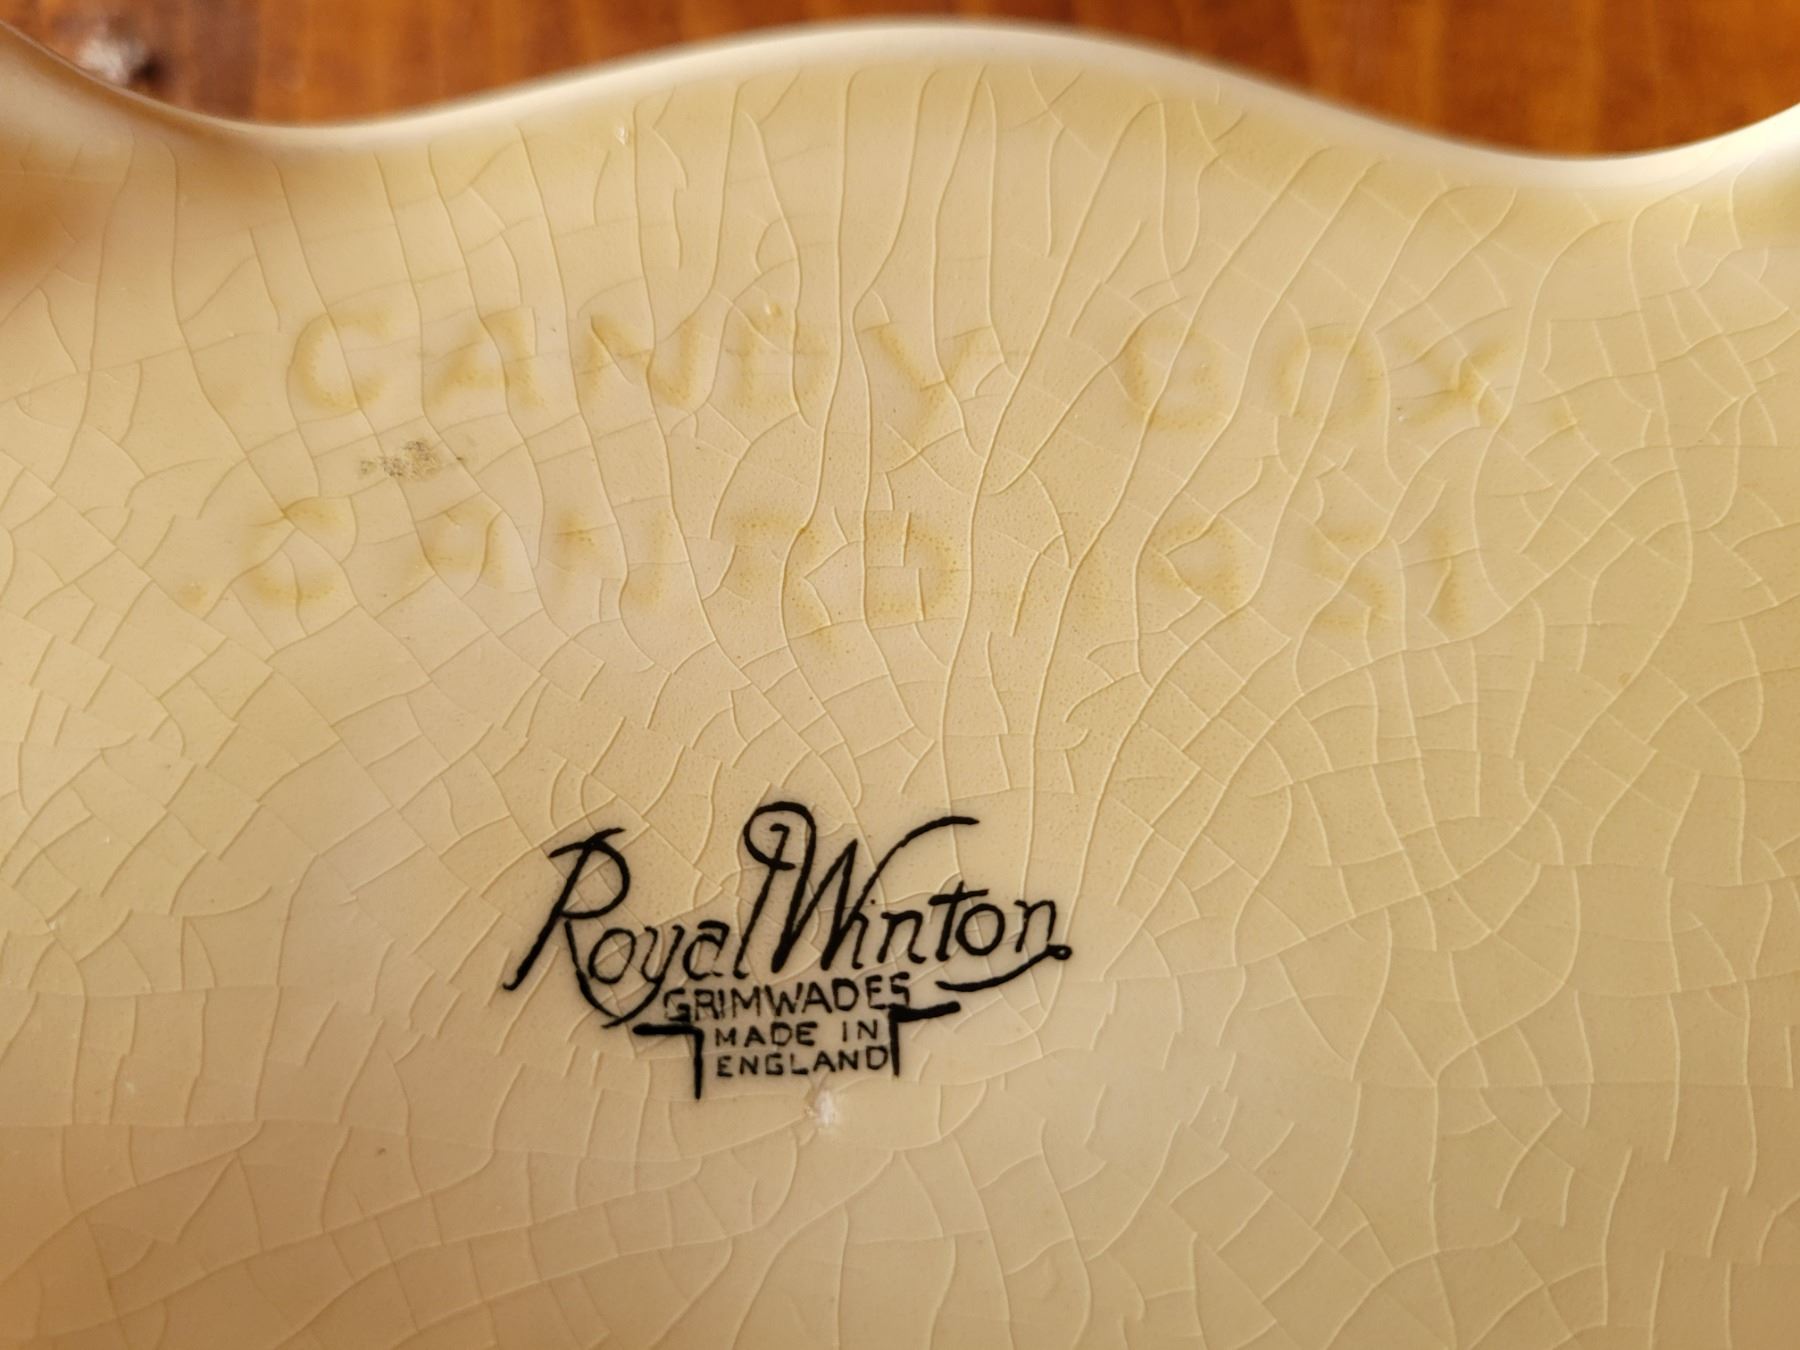 CANDY BOX.
Royal Winton
GRIMWADES
MADE IN
ENGLAND